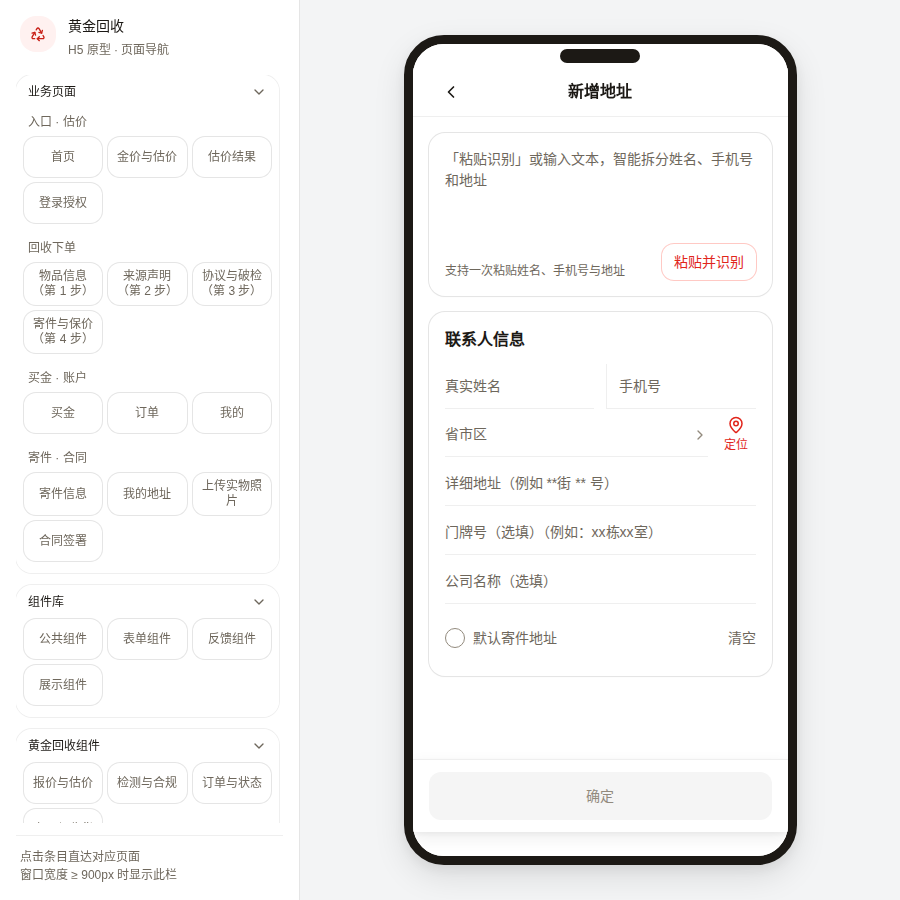 黄金回收
H5 原型 · 页面导航
业务页面
入口 · 估价
首页
金价与估价
估价结果
登录授权
回收下单
物品信息
（第 1 步）
来源声明
（第 2 步）
协议与破检
（第 3 步）
寄件与保价
（第 4 步）
买金 · 账户
买金
订单
我的
寄件 · 合同
寄件信息
我的地址
上传实物照
片
合同签署
组件库
公共组件
表单组件
反馈组件
展示组件
黄金回收组件
报价与估价
检测与合规
订单与状态
点击条目直达对应页面
窗口宽度 ≥ 900px 时显示此栏
新增地址
「粘贴识别」或输入文本，智能拆分姓名、手机号
和地址
支持一次粘贴姓名、手机号与地址
粘贴并识别
联系人信息
真实姓名
手机号
省市区
定位
详细地址（例如 **街 ** 号）
门牌号（选填）（例如：xx栋xx室）
公司名称（选填）
默认寄件地址
清空
确定